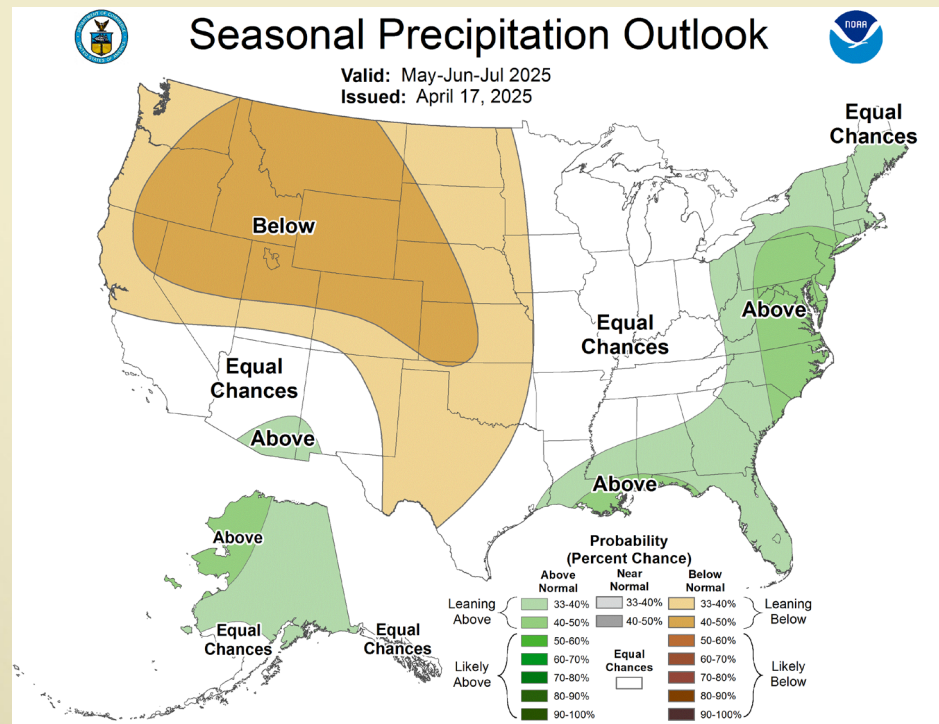 NOAA
Seasonal Precipitation Outlook
Valid: May-Jun-Jul 2025
Issued: April 17, 2025
Equal
Chances
Below
Above
Equal
Chances
Equal
Chances
Above
Above
Above
Equal
Chances
Equal
Chances
Probability
(Percent Chance)
Above
Normal
Near
Normal
Below
Normal
Leaning
Above
33-40%
33-40%
33-40%
Leaning
Below
40-50%
40-50%
40-50%
Likely
Above
50-60%
50-60%
60-70%
60-70%
Equal
Chances
70-80%
70-80%
80-90%
80-90%
90-100%
90-100%
Likely
Below